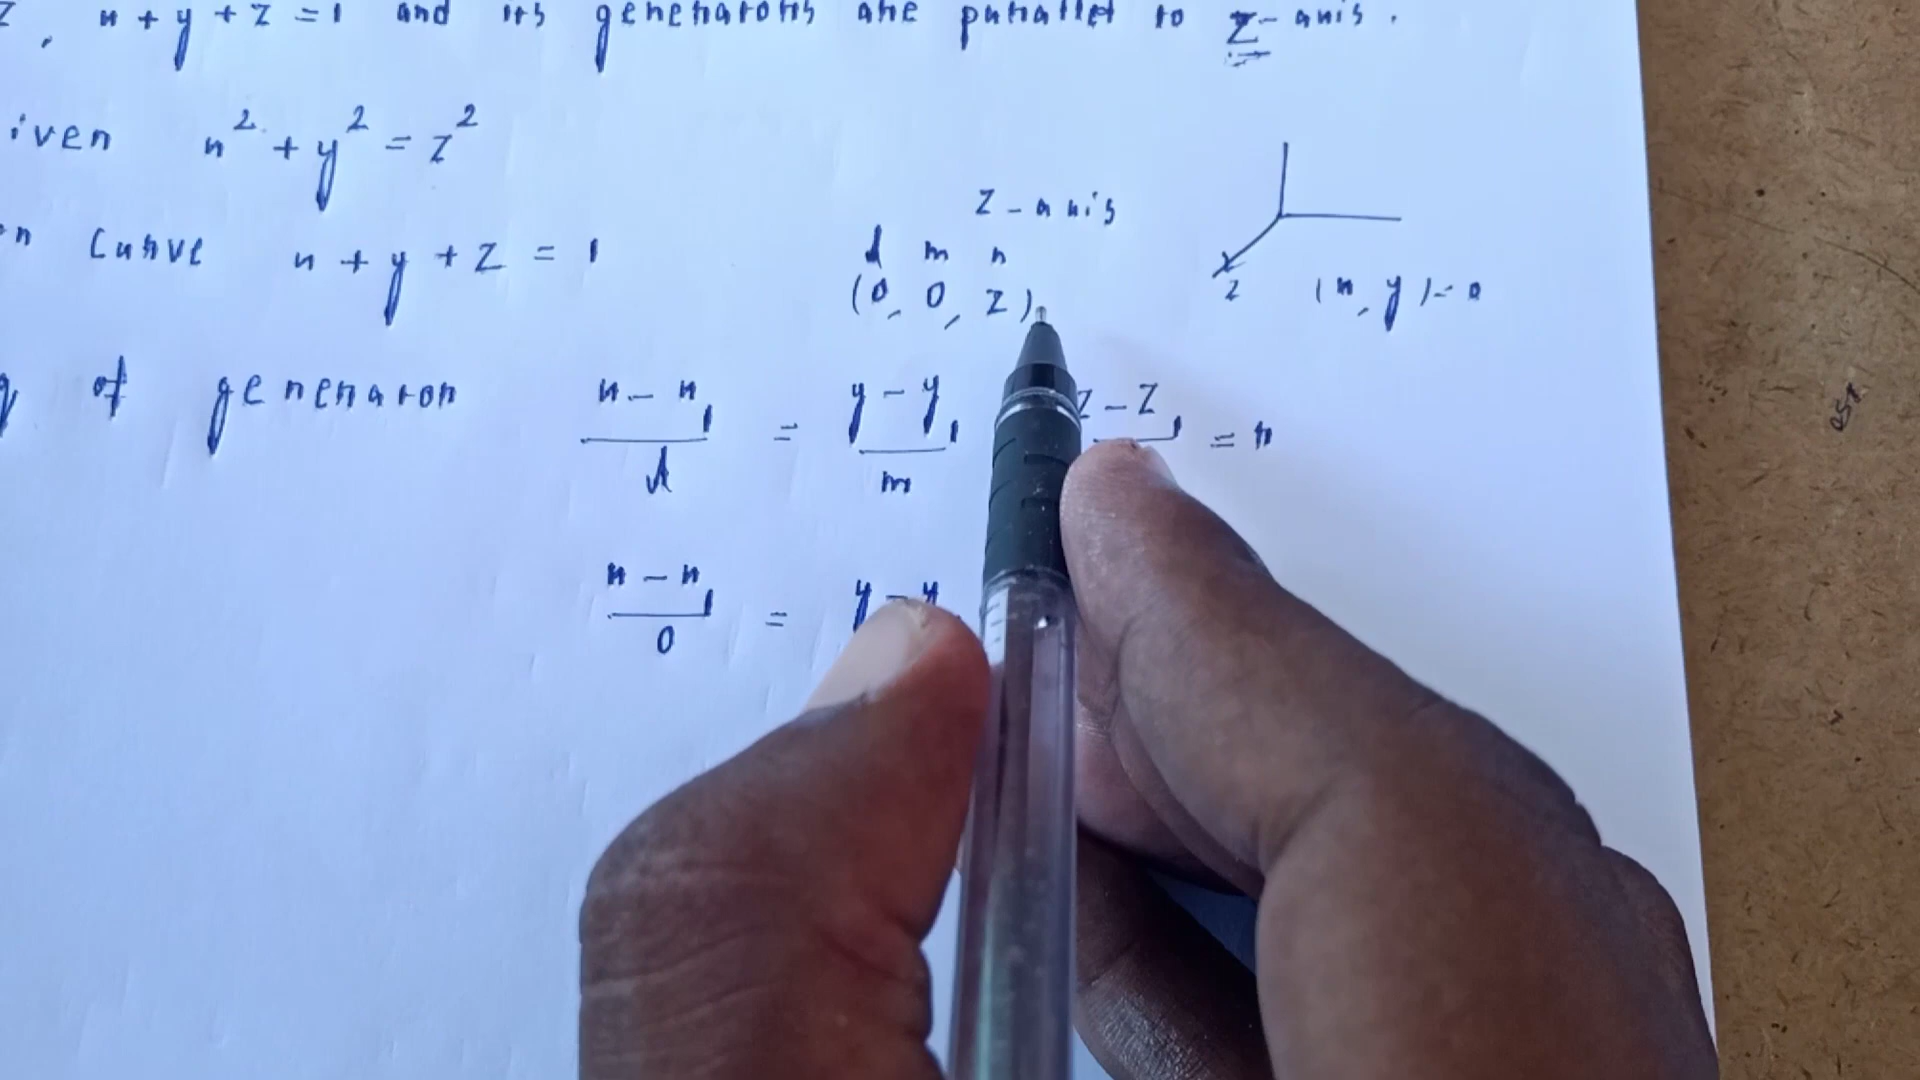 z, x + y + z = 1 and its generators are parallel to z-axis.
iven x² + y² = z²
z-axis
on curve x + y + z = 1
l m n
(0, 0, z)
z (x, y) = 0
of generator x - x₁ / l = y - y₁ / m z - z₁ = r
x - x₁ / 0 = y - y